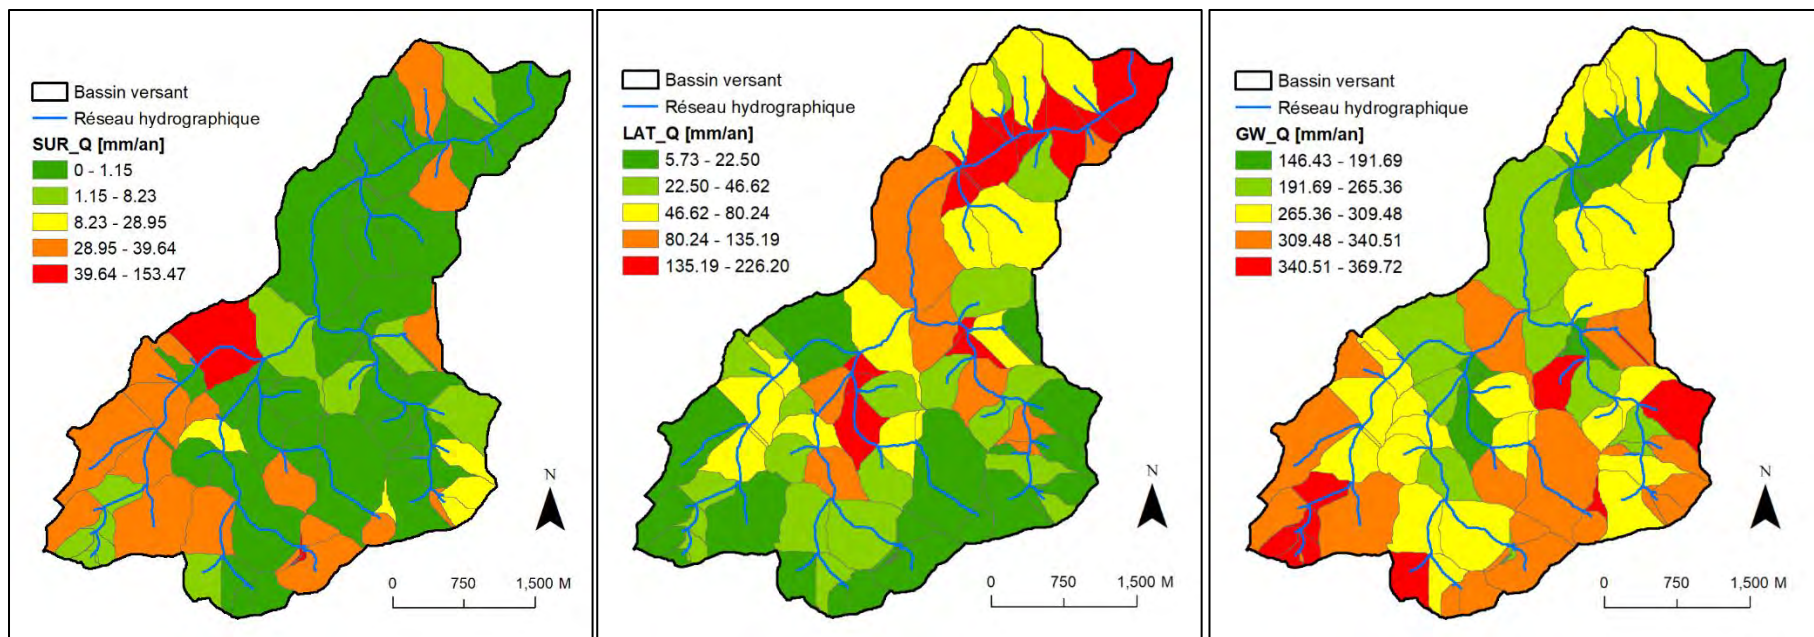 Bassin versant
Réseau hydrographique
SUR_Q [mm/an]
0 - 1.15
1.15 - 8.23
8.23 - 28.95
28.95 - 39.64
39.64 - 153.47
N
0 750 1,500 M
Bassin versant
Réseau hydrographique
LAT_Q [mm/an]
5.73 - 22.50
22.50 - 46.62
46.62 - 80.24
80.24 - 135.19
135.19 - 226.20
N
0 750 1,500 M
Bassin versant
Réseau hydrographique
GW_Q [mm/an]
146.43 - 191.69
191.69 - 265.36
265.36 - 309.48
309.48 - 340.51
340.51 - 369.72
N
0 750 1,500 M